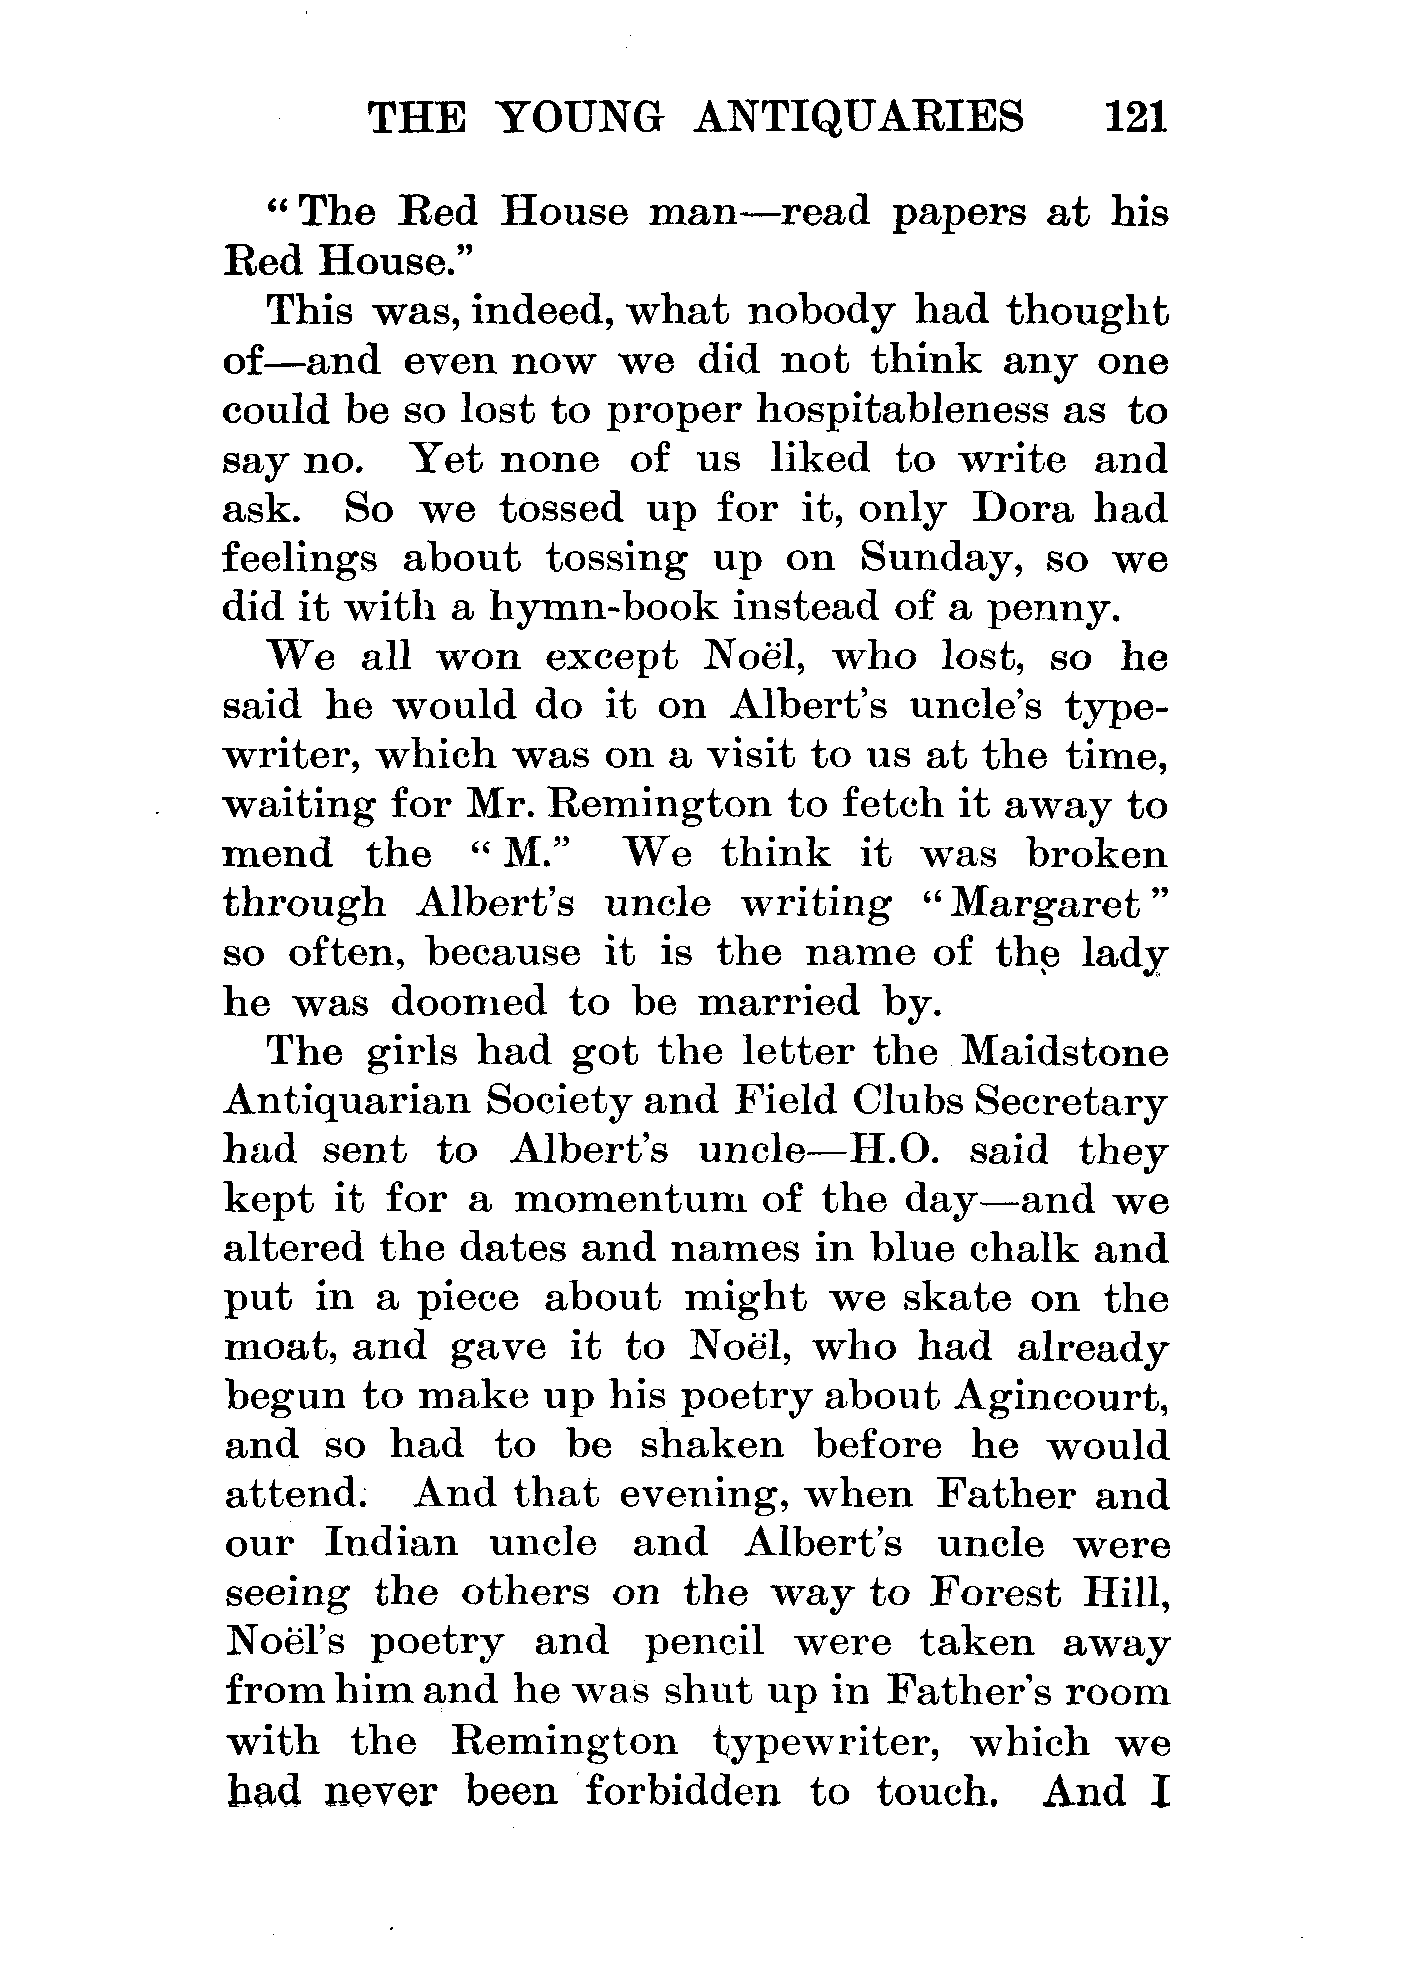 THE YOUNG ANTIQUARIES 121
“The Red House man—read papers at his
Red House.”
This was, indeed, what nobody had thought
of—and even now we did not think any one
could be so lost to proper hospitableness as to
say no. Yet none of us liked to write and
ask. So we tossed up for it, only Dora had
feelings about tossing up on Sunday, so we
did it with a hymn-book instead of a penny.
We all won except Noël, who lost, so he
said he would do it on Albert’s uncle’s type-
writer, which was on a visit to us at the time,
waiting for Mr. Remington to fetch it away to
mend the “M.” We think it was broken
through Albert’s uncle writing “Margaret”
so often, because it is the name of the lady
he was doomed to be married by.
The girls had got the letter the Maidstone
Antiquarian Society and Field Clubs Secretary
had sent to Albert’s uncle—H.O. said they
kept it for a momentum of the day—and we
altered the dates and names in blue chalk and
put in a piece about might we skate on the
moat, and gave it to Noël, who had already
begun to make up his poetry about Agincourt,
and so had to be shaken before he would
attend. And that evening, when Father and
our Indian uncle and Albert’s uncle were
seeing the others on the way to Forest Hill,
Noël’s poetry and pencil were taken away
from him and he was shut up in Father’s room
with the Remington typewriter, which we
had never been forbidden to touch. And I